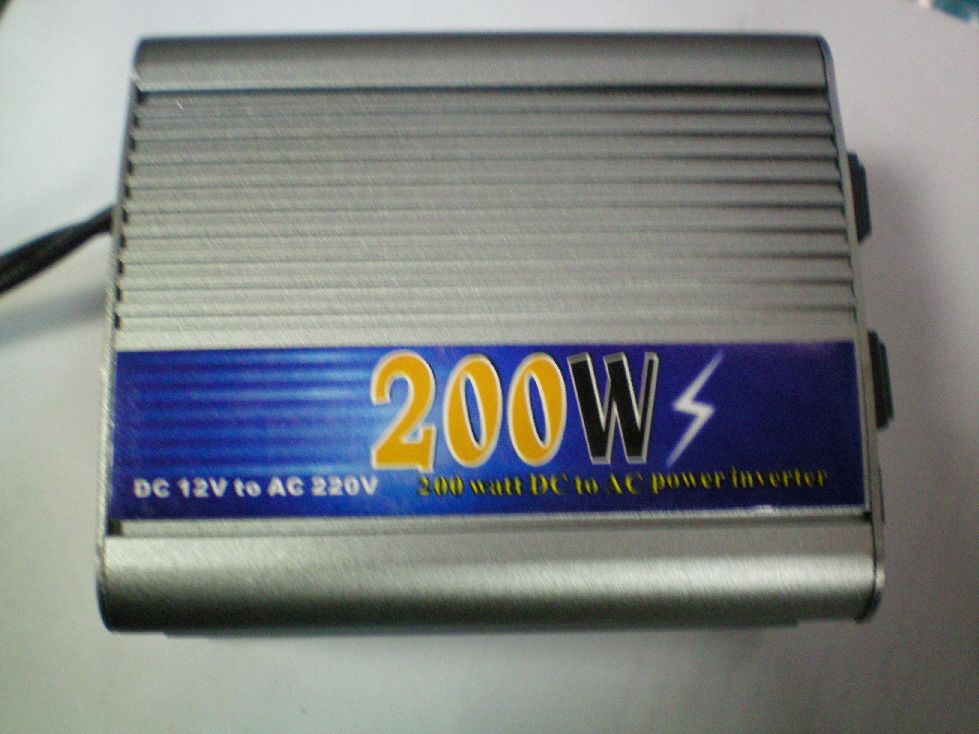 200W
DC 12V to AC 220V 200 watt DC to AC power inverter